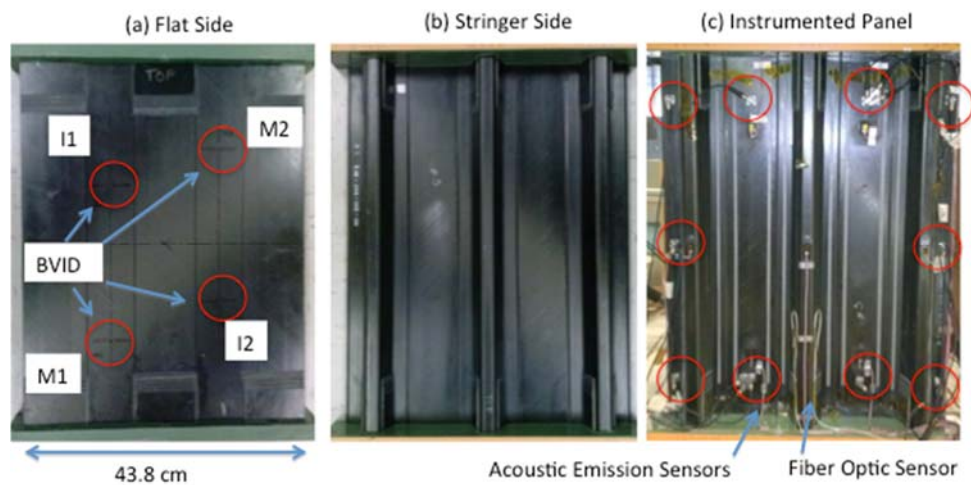 (a) Flat Side
(b) Stringer Side
(c) Instrumented Panel
TOP
I1
M2
BVID
M1
I2
43.8 cm
Acoustic Emission Sensors
Fiber Optic Sensor